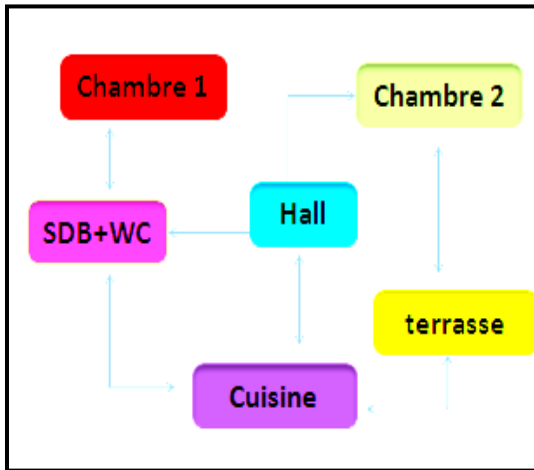 Chambre 1
Chambre 2
SDB+WC
Hall
terrasse
Cuisine